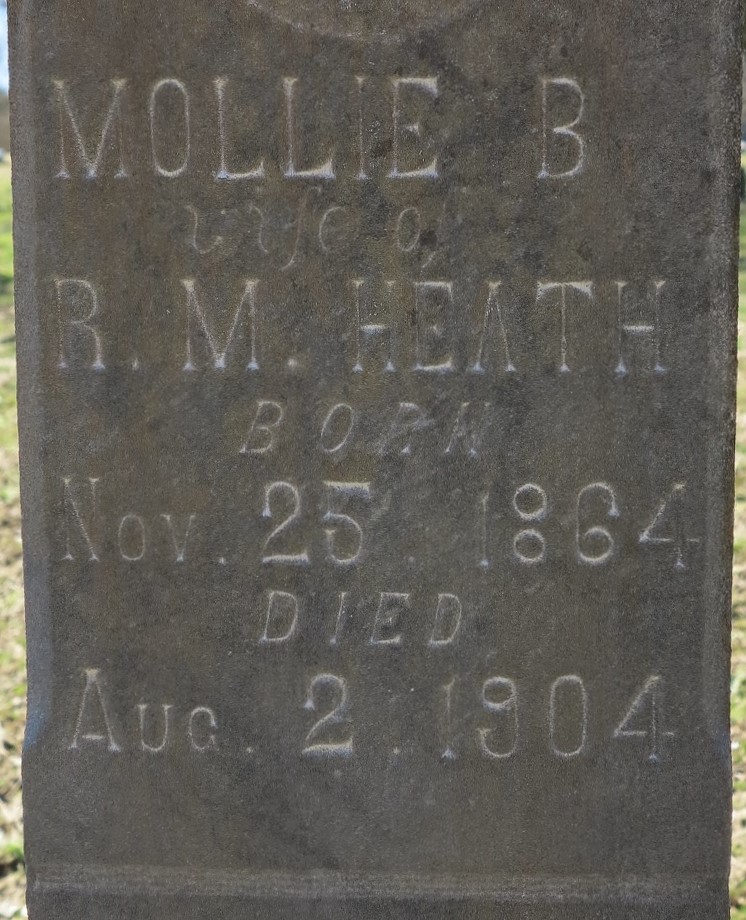 MOLLIE B
wife of
R. M. HEATH
BORN
Nov. 25. 1864
DIED
Aug. 2. 1904